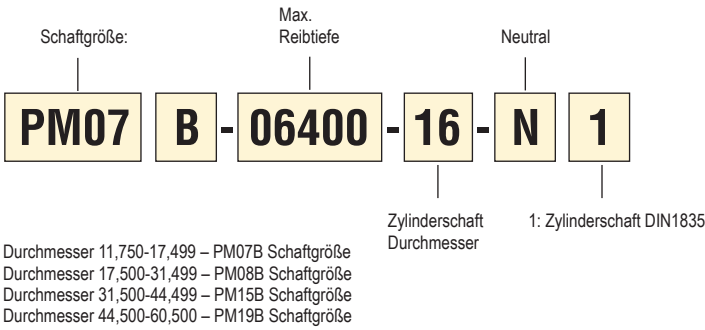 Schaftgröße:
Max.
Reibtiefe
Neutral
PM07 B - 06400 - 16 - N 1
Zylinderschaft
Durchmesser
1: Zylinderschaft DIN1835
Durchmesser 11,750-17,499 – PM07B Schaftgröße
Durchmesser 17,500-31,499 – PM08B Schaftgröße
Durchmesser 31,500-44,499 – PM15B Schaftgröße
Durchmesser 44,500-60,500 – PM19B Schaftgröße